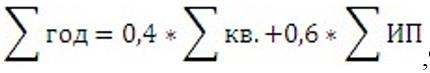 ∑ год = 0,4 * ∑ кв. +0,6 * ∑ ИП ,